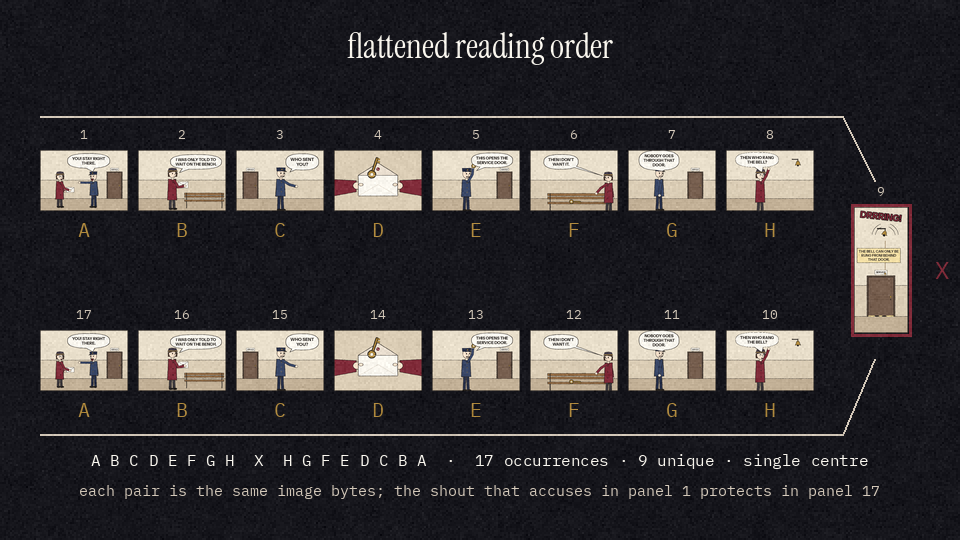 flattened reading order
1 2 3 4 5 6 7 8
YOU! STAY RIGHT
THERE.
I WAS ONLY TOLD TO
WAIT ON THE BENCH.
WHO SENT
YOU?
THIS OPENS THE
SERVICE DOOR.
THEN I DON'T
WANT IT.
NOBODY GOES
THROUGH THAT
DOOR.
THEN WHO RANG
THE BELL?
A B C D E F G H
9
DRRRING!
THE BELL CAN ONLY BE
RUNG FROM BEHIND
THAT DOOR.
X
17 16 15 14 13 12 11 10
YOU! STAY RIGHT
THERE.
I WAS ONLY TOLD TO
WAIT ON THE BENCH.
WHO SENT
YOU?
THIS OPENS THE
SERVICE DOOR.
THEN I DON'T
WANT IT.
NOBODY GOES
THROUGH THAT
DOOR.
THEN WHO RANG
THE BELL?
A B C D E F G H
A B C D E F G H X H G F E D C B A · 17 occurrences · 9 unique · single centre
each pair is the same image bytes; the shout that accuses in panel 1 protects in panel 17